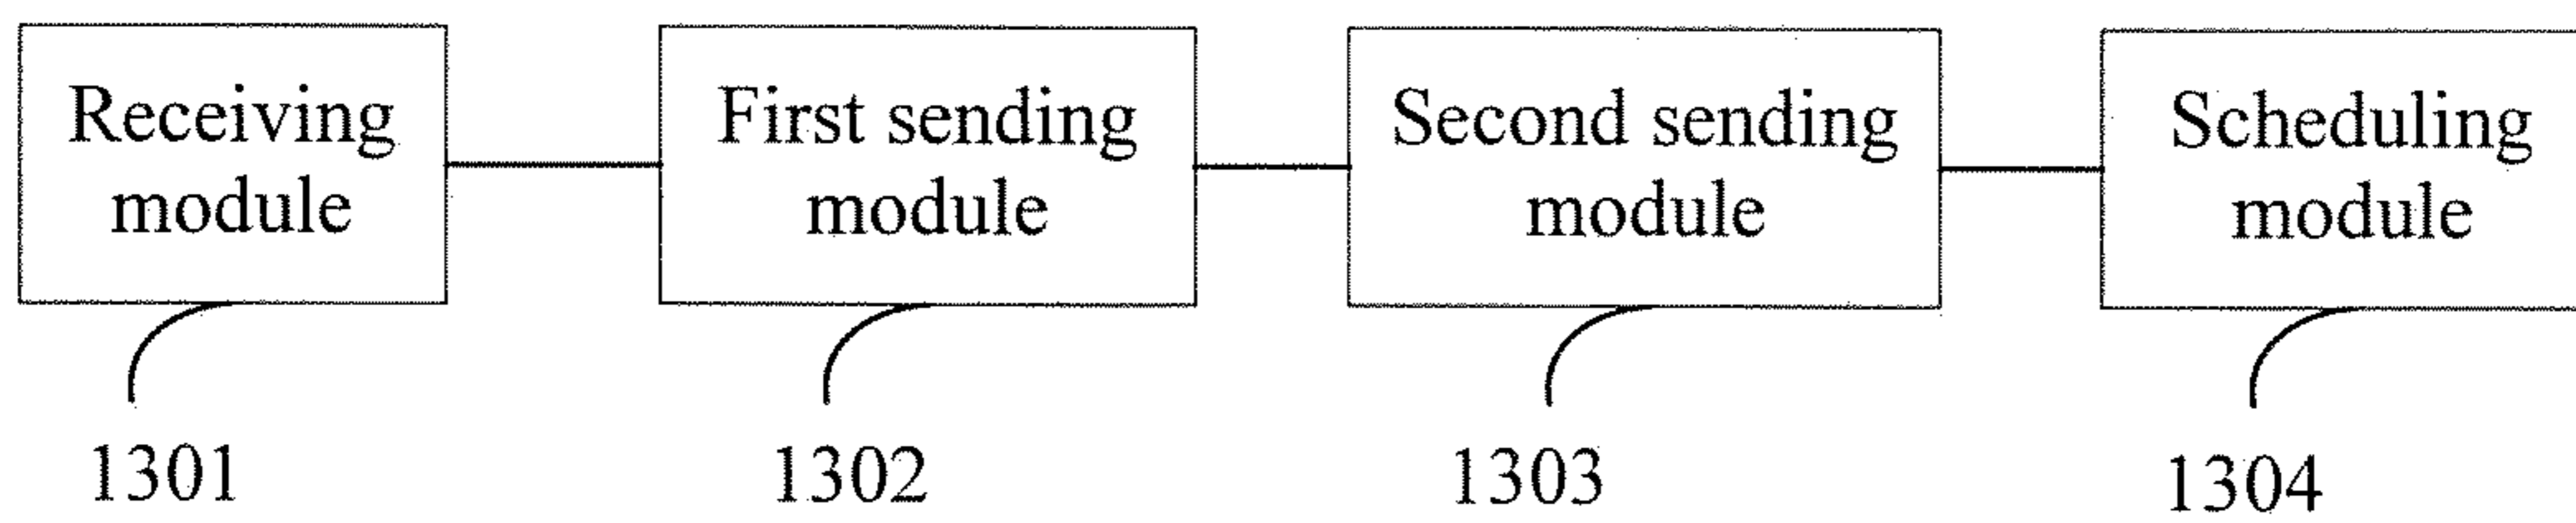 Receiving
module
First sending
module
Second sending
module
Scheduling
module
1301
1302
1303
1304